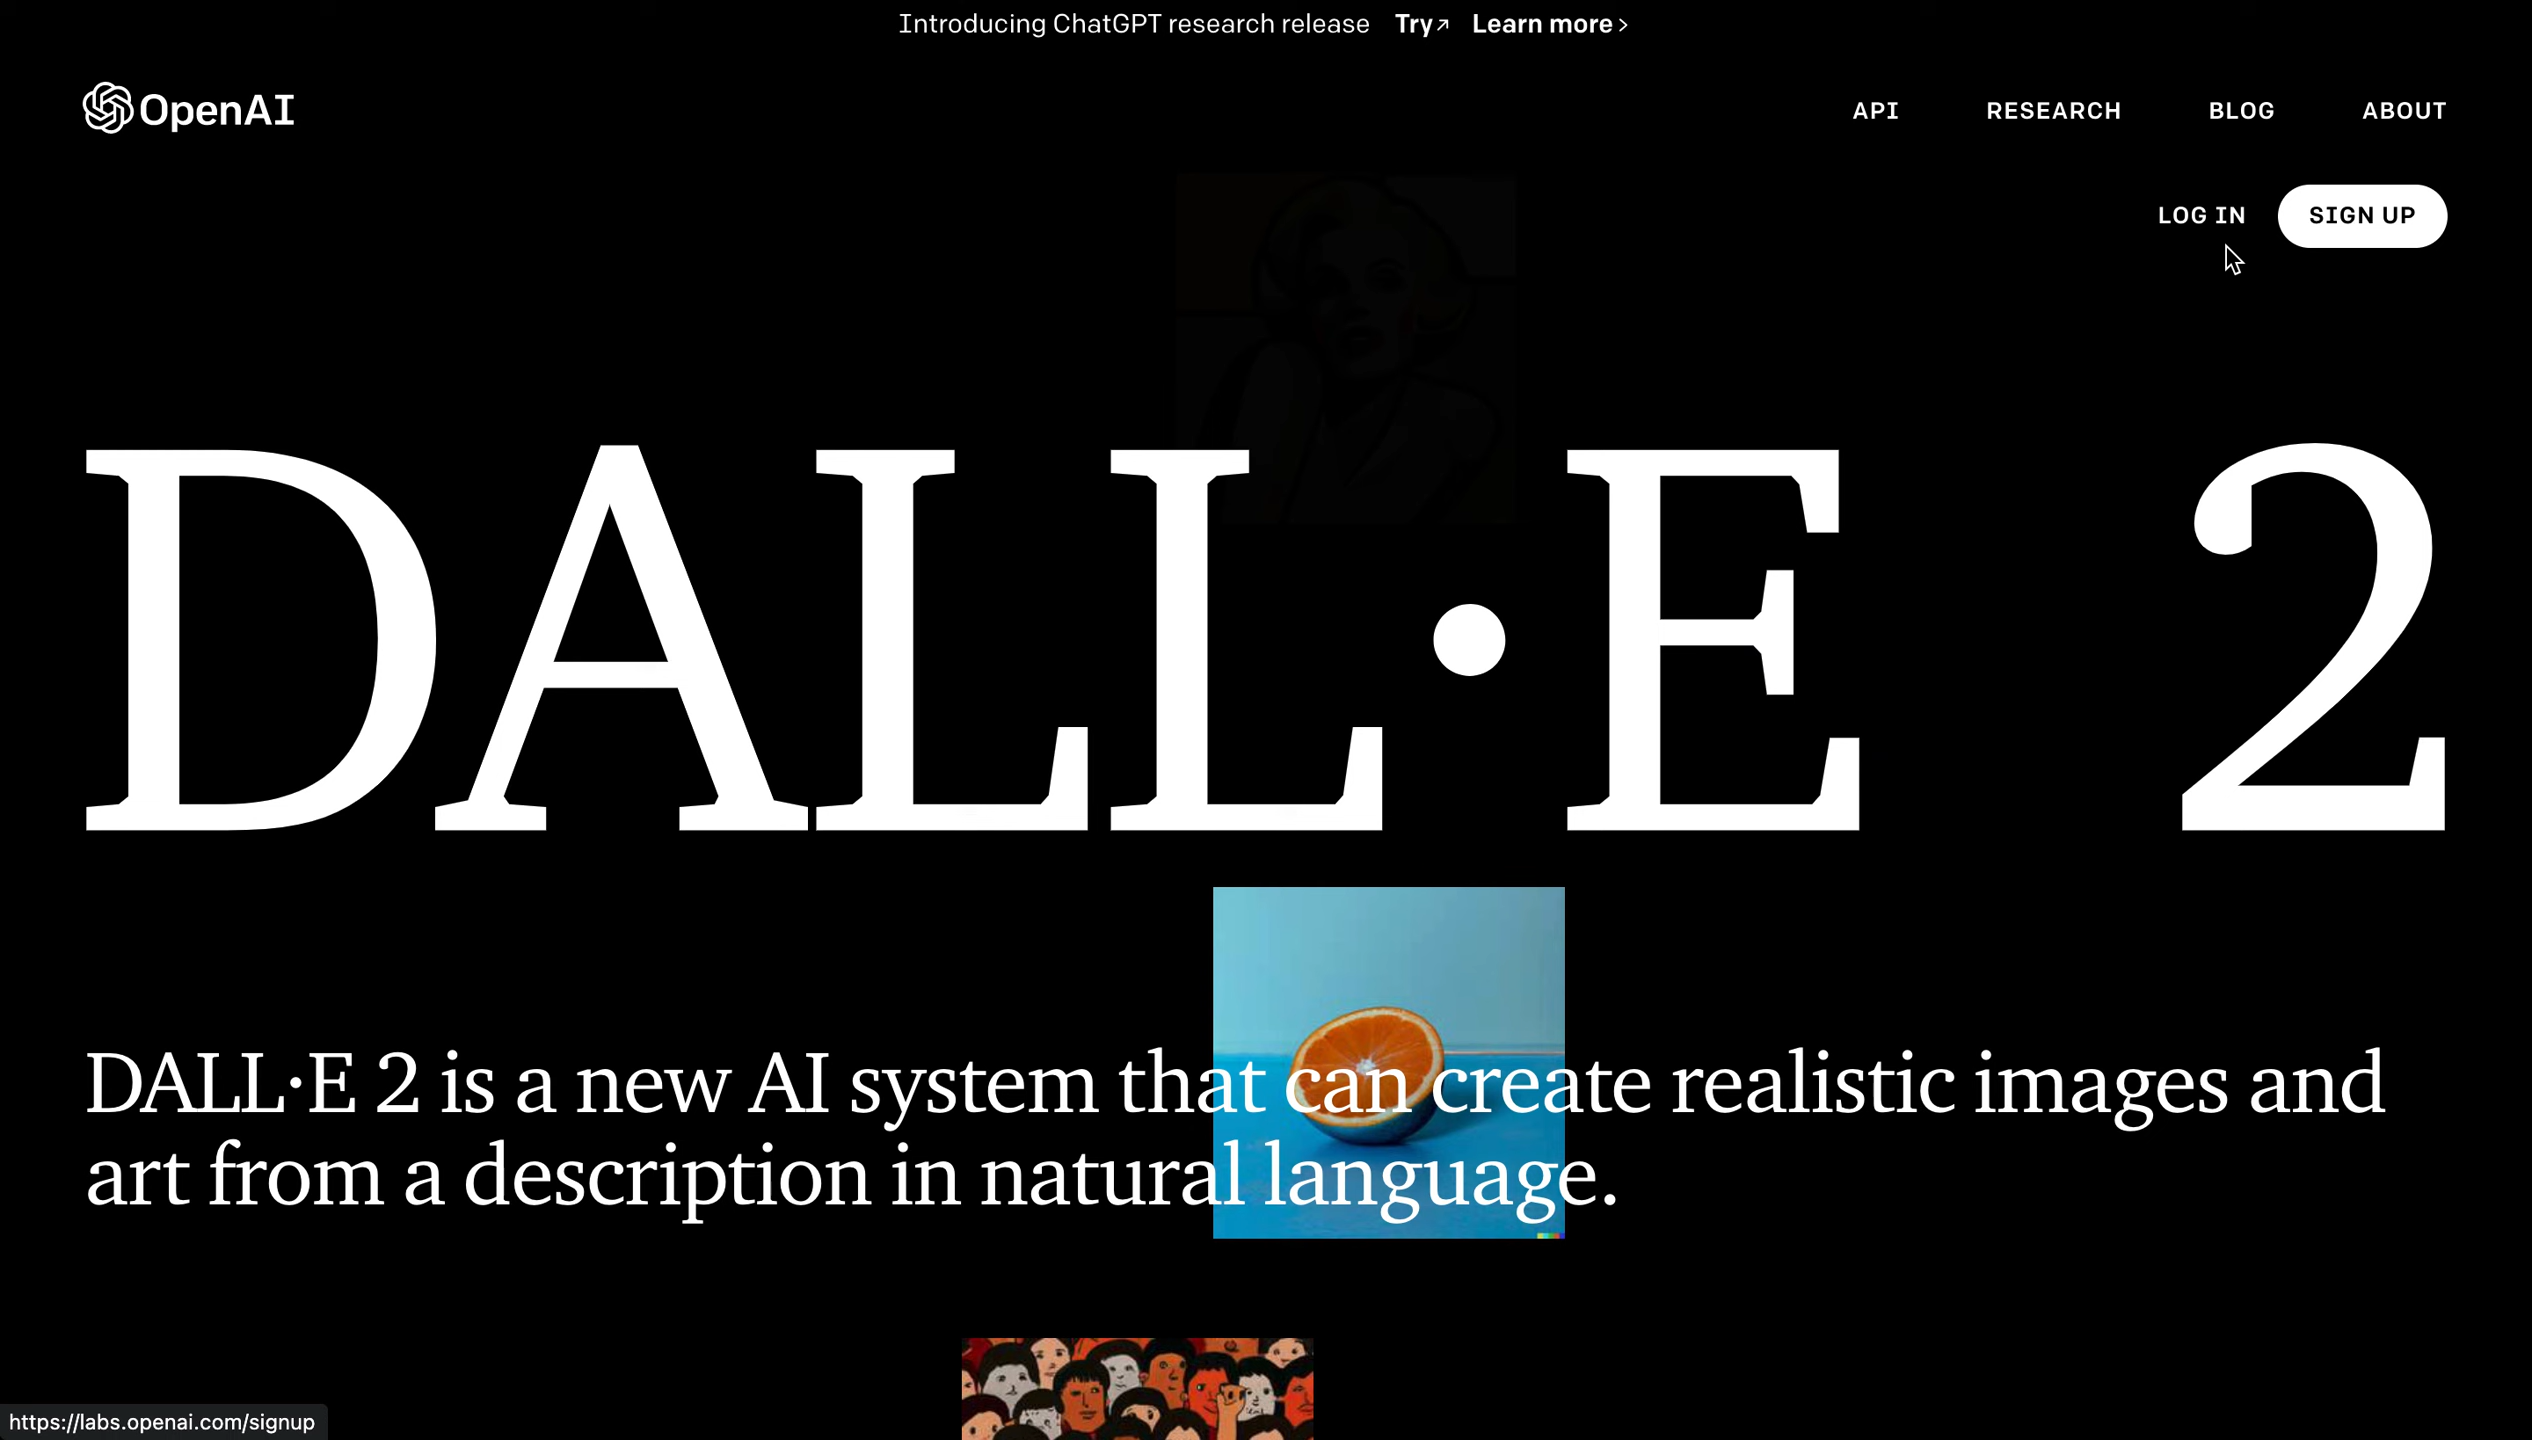 Introducing ChatGPT research release Try↗ Learn more >
OpenAI
API RESEARCH BLOG ABOUT
LOG IN SIGN UP
DALL·E 2
DALL·E 2 is a new AI system that can create realistic images and
art from a description in natural language.
https://labs.openai.com/signup